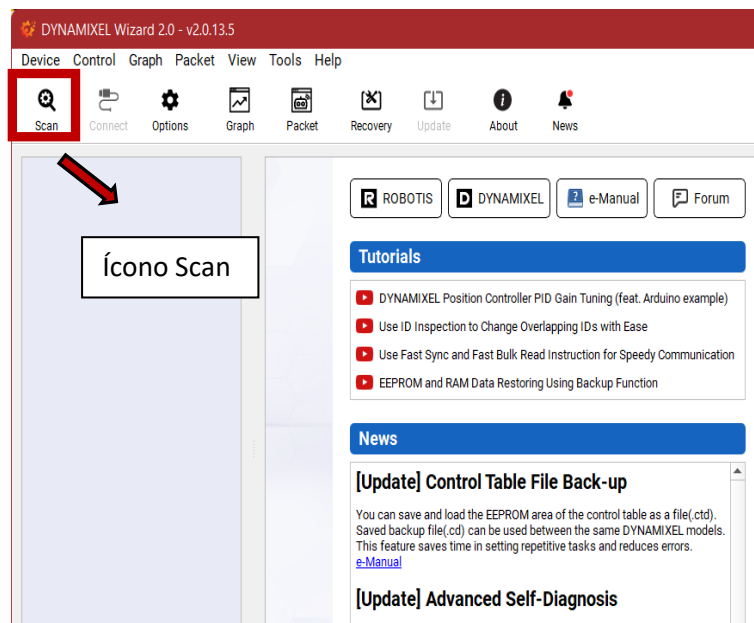 DYNAMIXEL Wizard 2.0 - v2.0.13.5
Device Control Graph Packet View Tools Help
Scan Connect Options Graph Packet Recovery Update About News
Ícono Scan
R ROBOTIS D DYNAMIXEL e-Manual Forum
Tutorials
DYNAMIXEL Position Controller PID Gain Tuning (feat. Arduino example)
Use ID Inspection to Change Overlapping IDs with Ease
Use Fast Sync and Fast Bulk Read Instruction for Speedy Communication
EEPROM and RAM Data Restoring Using Backup Function
News
[Update] Control Table File Back-up
You can save and load the EEPROM area of the control table as a file(.ctd).
Saved backup file(.cd) can be used between the same DYNAMIXEL models.
This feature saves time in setting repetitive tasks and reduces errors.
e-Manual
[Update] Advanced Self-Diagnosis